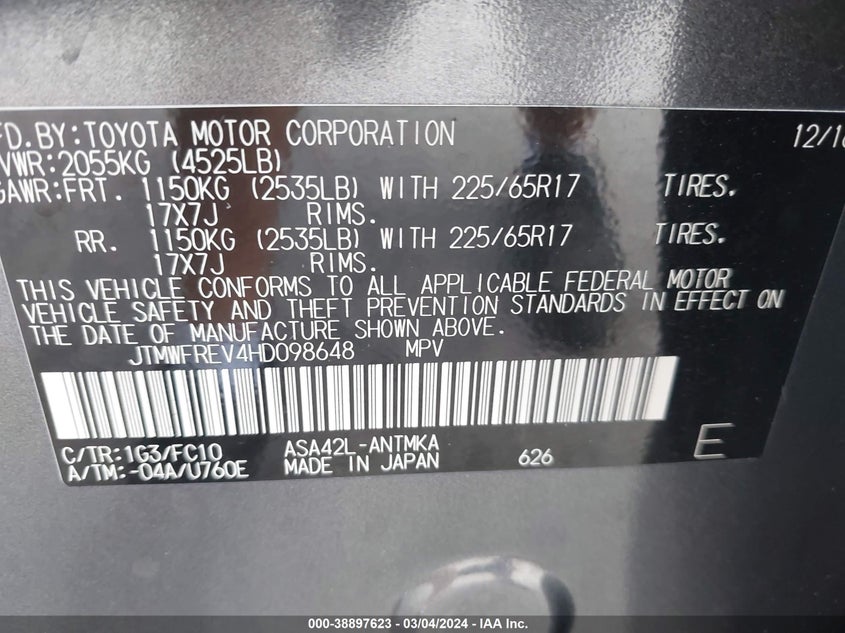 FD.BY:TOYOTA MOTOR CORPORATION 12/16
VWR:2055KG (4525LB)
GAWR:FRT. 1150KG (2535LB) WITH 225/65R17 TIRES.
17X7J RIMS.
RR. 1150KG (2535LB) WITH 225/65R17 TIRES.
17X7J RIMS.
THIS VEHICLE CONFORMS TO ALL APPLICABLE FEDERAL MOTOR
VEHICLE SAFETY AND THEFT PREVENTION STANDARDS IN EFFECT ON
THE DATE OF MANUFACTURE SHOWN ABOVE.
JTMWFREV4HD098648 MPV
C/TR:1G3/FC10 ASA42L-ANTMKA
A/TM:-04A/U760E MADE IN JAPAN 626 E
000-38897623 - 03/04/2024 - IAA Inc.